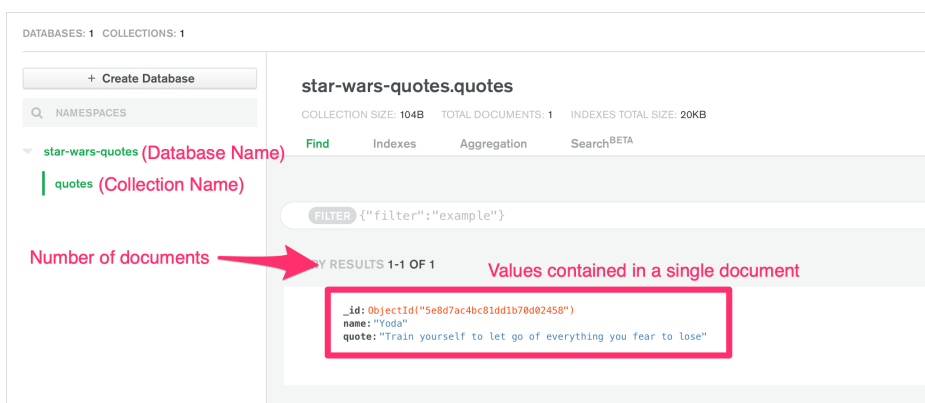 DATABASES: 1 COLLECTIONS: 1
+ Create Database
NAMESPACES
star-wars-quotes (Database Name)
quotes (Collection Name)
star-wars-quotes.quotes
COLLECTION SIZE: 104B TOTAL DOCUMENTS: 1 INDEXES TOTAL SIZE: 20KB
Find Indexes Aggregation Search BETA
FILTER {"filter":"example"}
Number of documents
RESULTS 1-1 OF 1
Values contained in a single document
_id: ObjectId("5e8d7ac4bc81dd1b70d02458")
name: "Yoda"
quote: "Train yourself to let go of everything you fear to lose"